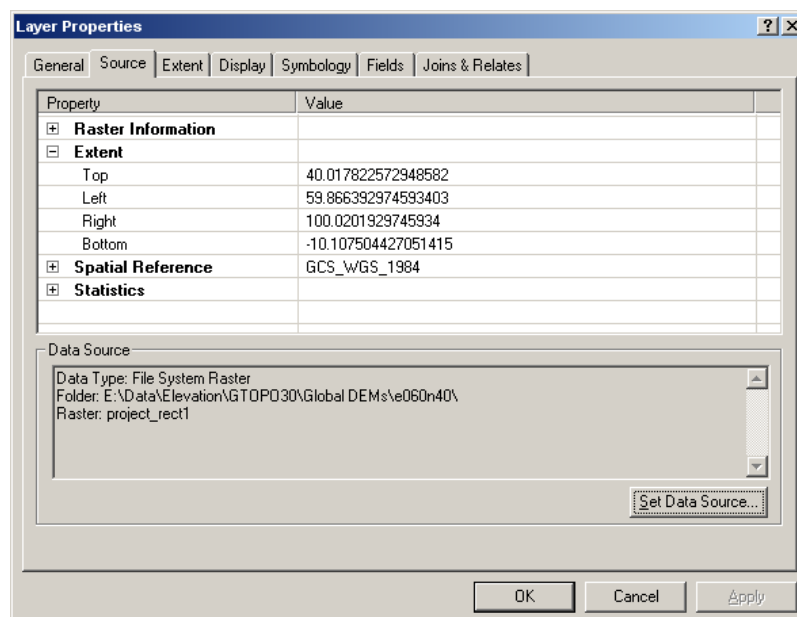 Layer Properties
General Source Extent Display Symbology Fields Joins & Relates
Property Value
Raster Information
Extent
Top 40.017822572948582
Left 59.866392974593403
Right 100.0201929745934
Bottom -10.107504427051415
Spatial Reference GCS_WGS_1984
Statistics
Data Source
Data Type: File System Raster
Folder: E:\Data\Elevation\GTOPO30\Global DEMs\e060n40\
Raster: project_rect1
Set Data Source...
OK Cancel Apply